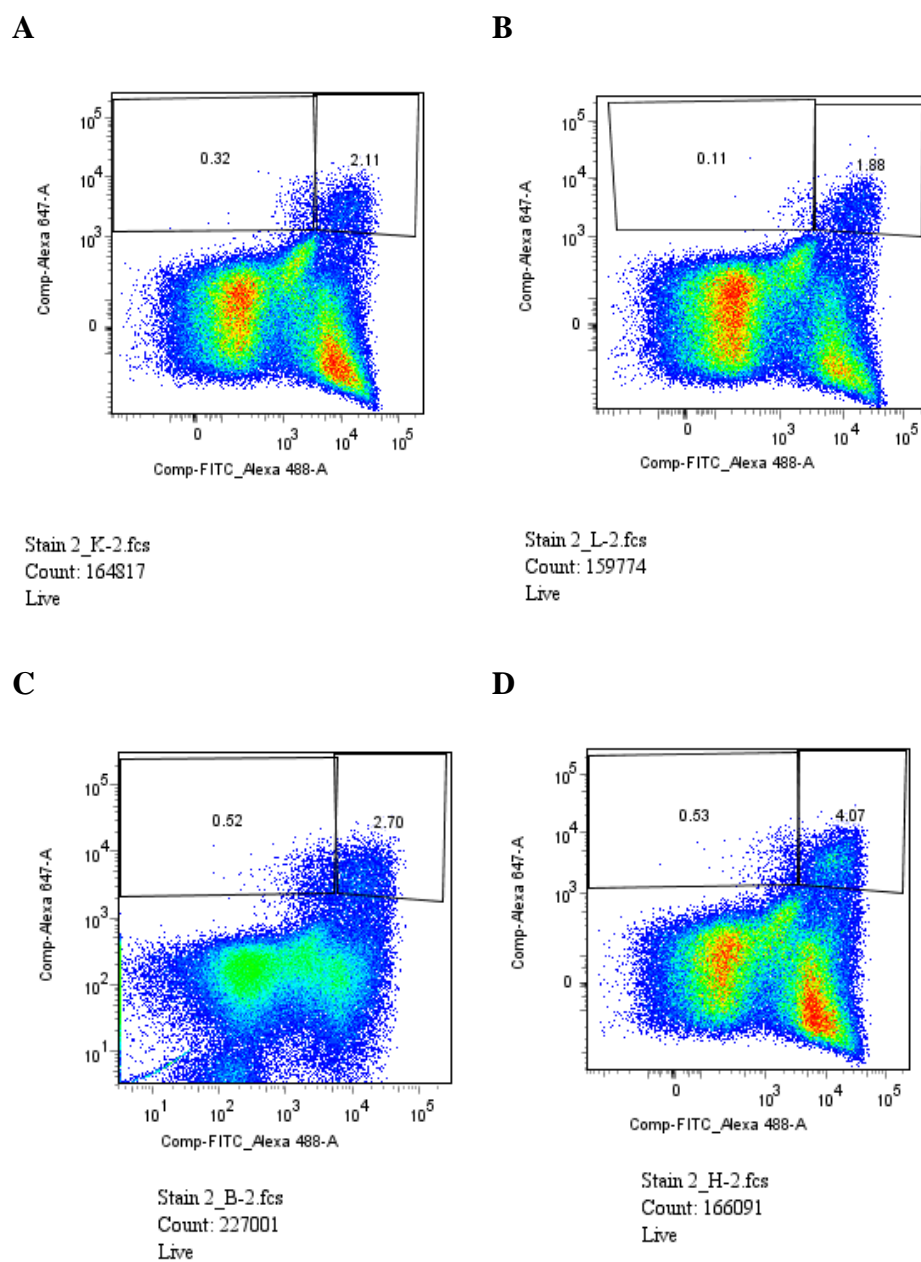 A
B
10^5
10^4
10^3
0
Comp-Alexa 647-A
0.32
2.11
0
10^3
10^4
10^5
Comp-FITC_Alexa 488-A
10^5
10^4
10^3
0
Comp-Alexa 647-A
0.11
1.88
0
10^3
10^4
10^5
Comp-FITC_Alexa 488-A
Stain 2_K-2.fcs
Count: 164817
Live
Stain 2_L-2.fcs
Count: 159774
Live
C
D
10^5
10^4
10^3
10^2
10^1
Comp-Alexa 647-A
0.52
2.70
10^1
10^2
10^3
10^4
10^5
Comp-FITC_Alexa 488-A
10^5
10^4
10^3
0
Comp-Alexa 647-A
0.53
4.07
0
10^3
10^4
10^5
Comp-FITC_Alexa 488-A
Stain 2_B-2.fcs
Count: 227001
Live
Stain 2_H-2.fcs
Count: 166091
Live